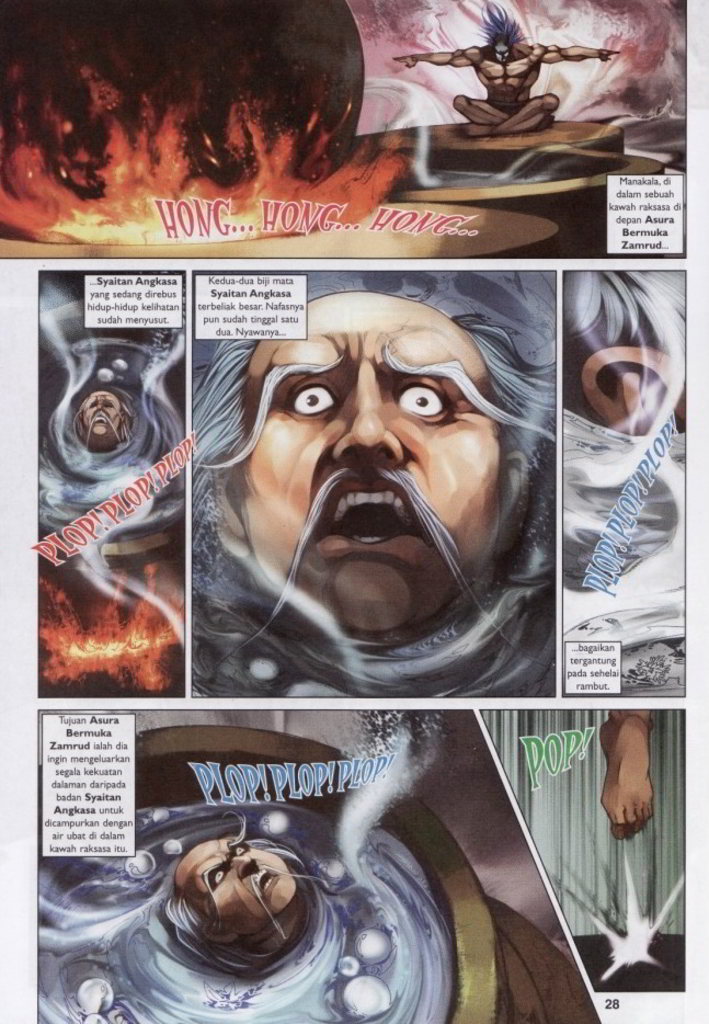 HONG... HONG... HONG...
Manakala, di
dalam sebuah
kawah raksasa di
depan Asura
Bermuka
Zamrud...
...Syaitan Angkasa
yang sedang direbus
hidup-hidup kelihatan
sudah menyusut.
PLOP! PLOP! PLOP!
Kedua-dua biji mata
Syaitan Angkasa
terbeliak besar. Nafasnya
pun sudah tinggal satu
dua. Nyawanya...
PLOP! PLOP! PLOP!
...bagaikan
tergantung
pada sehelai
rambut.
Tujuan Asura
Bermuka
Zamrud ialah dia
ingin mengeluarkan
segala kekuatan
dalaman daripada
badan Syaitan
Angkasa untuk
dicampurkan dengan
air ubat di dalam
kawah raksasa itu.
PLOP! PLOP! PLOP!
POP!
28